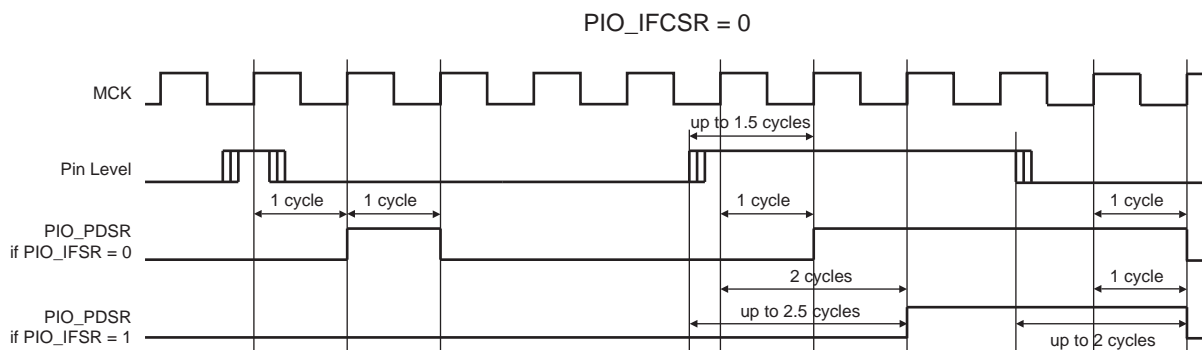 PIO_IFCSR = 0
MCK
up to 1.5 cycles
Pin Level
1 cycle
1 cycle
1 cycle
1 cycle
PIO_PDSR
if PIO_IFSR = 0
2 cycles
1 cycle
PIO_PDSR
if PIO_IFSR = 1
up to 2.5 cycles
up to 2 cycles